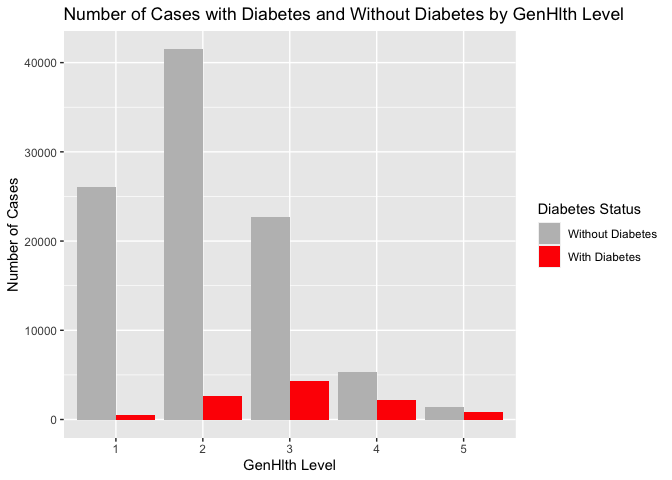 Number of Cases with Diabetes and Without Diabetes by GenHlth Level
Number of Cases
40000
30000
20000
10000
0
1 2 3 4 5
GenHlth Level
Diabetes Status
Without Diabetes
With Diabetes